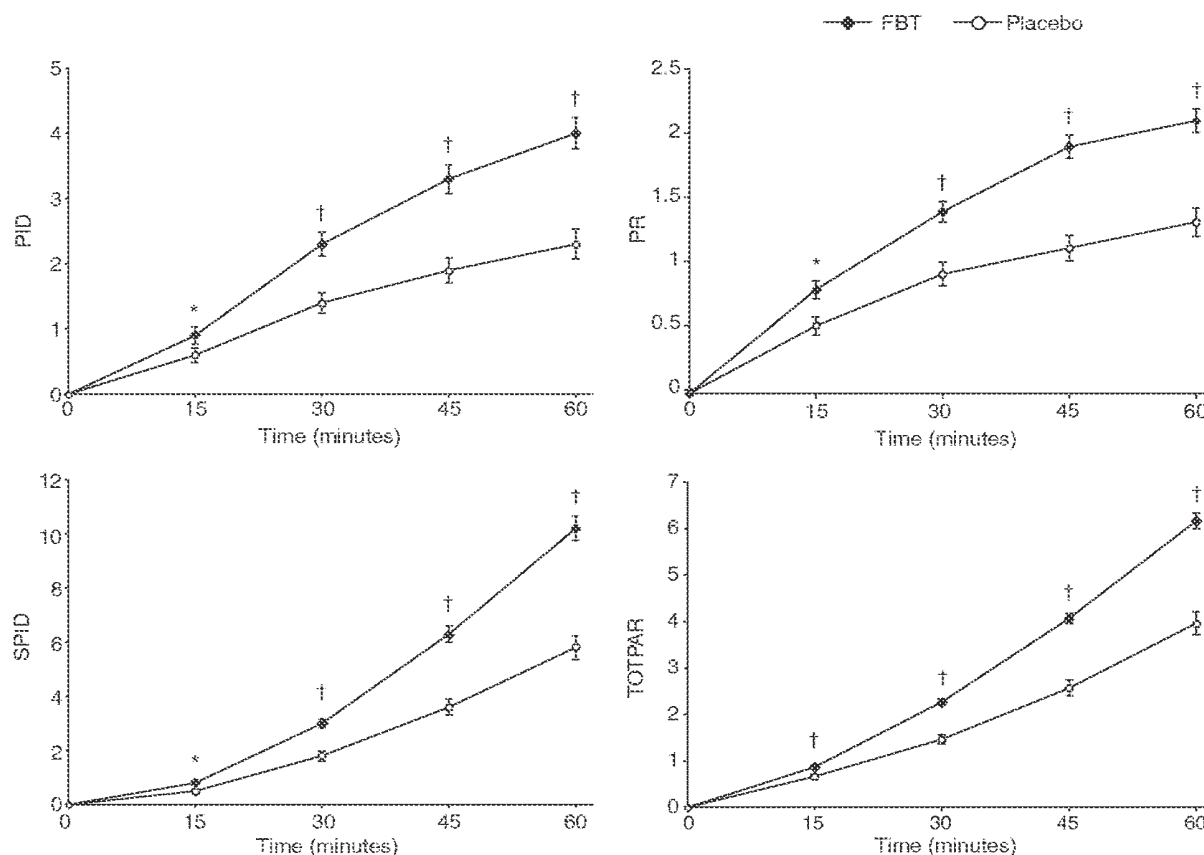 FBT Placebo
5
4
3
2
1
0
PID
* † † †
0 15 30 45 60
Time (minutes)
2.5
2
1.5
1
0.5
0
PR
* † † †
0 15 30 45 60
Time (minutes)
12
10
8
6
4
2
0
SPID
* † † †
0 15 30 45 60
Time (minutes)
7
6
5
4
3
2
1
0
TOTPAR
† † † †
0 15 30 45 60
Time (minutes)